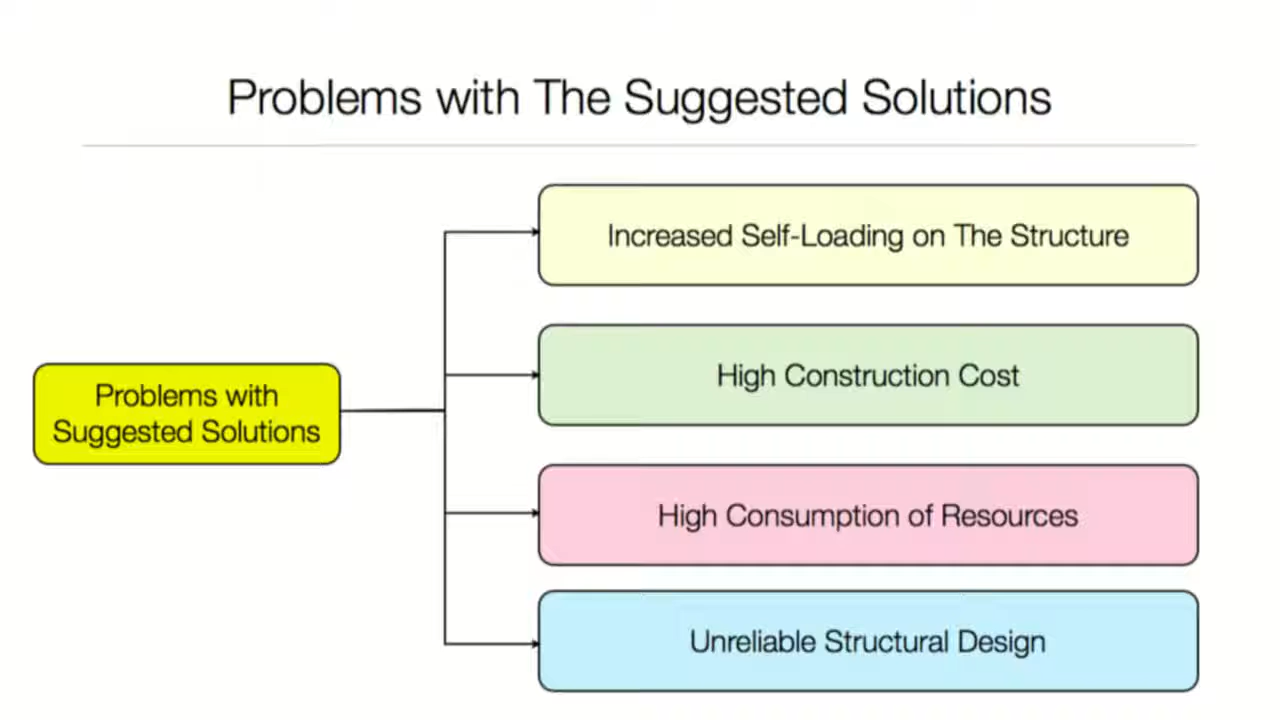 Problems with The Suggested Solutions
Increased Self-Loading on The Structure
High Construction Cost
Problems with
Suggested Solutions
High Consumption of Resources
Unreliable Structural Design